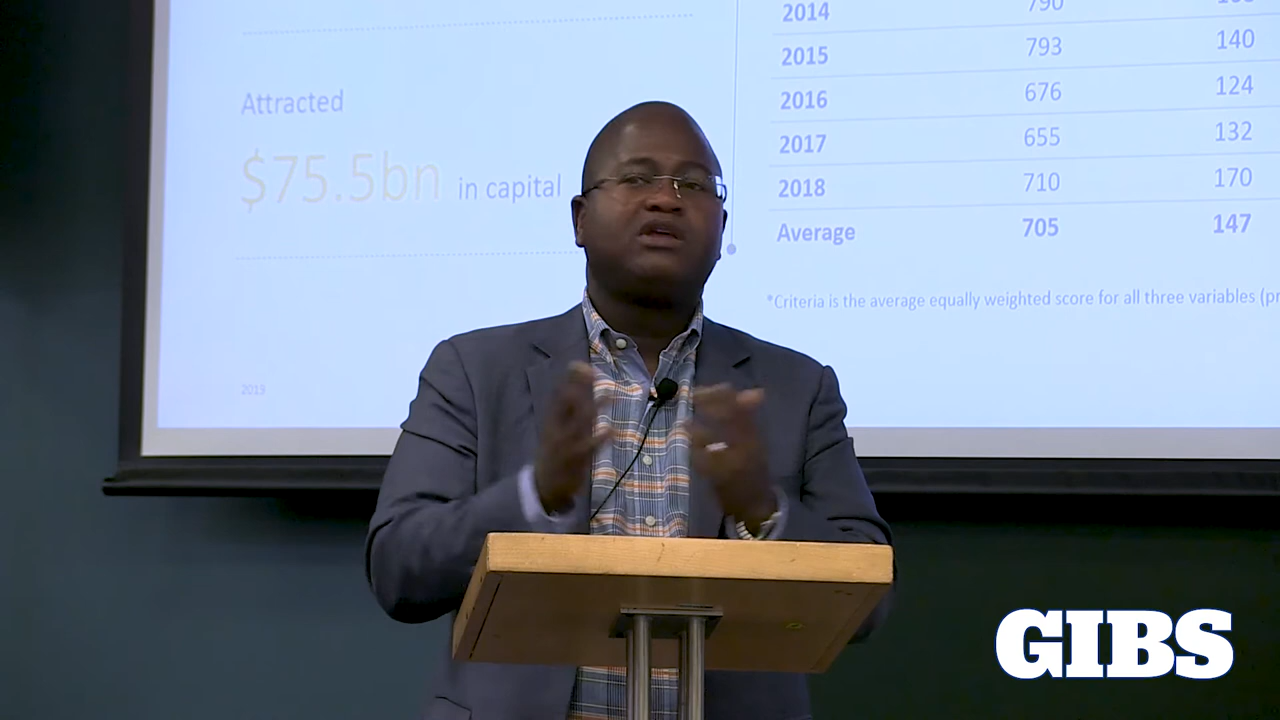 Attracted
$75.5bn in capital
2014 790
2015 793 140
2016 676 124
2017 655 132
2018 710 170
Average 705 147
*Criteria is the average equally weighted score for all three variables
GIBS